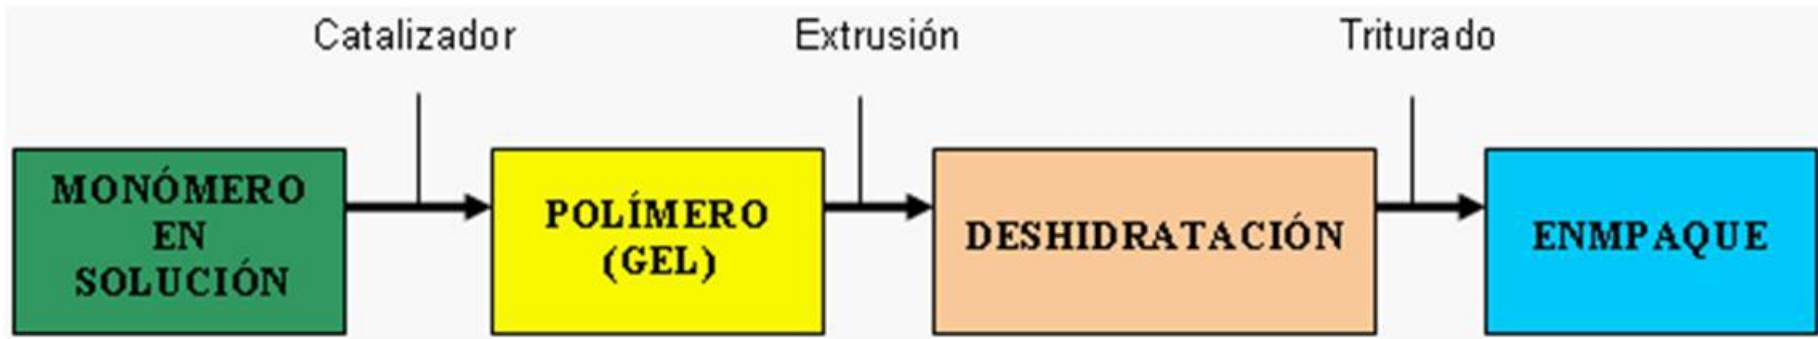 Catalizador
Extrusión
Triturado
MONÓMERO
EN
SOLUCIÓN
POLÍMERO
(GEL)
DESHIDRATACIÓN
ENMPAQUE